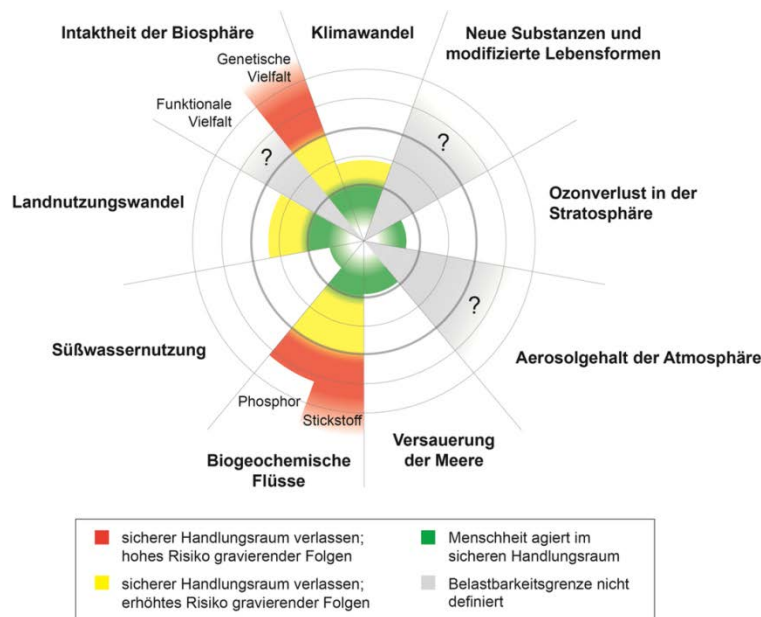 Intaktheit der Biosphäre
Klimawandel
Neue Substanzen und
modifizierte Lebensformen
Genetische
Vielfalt
Funktionale
Vielfalt
?
?
Landnutzungswandel
Ozonverlust in der
Stratosphäre
?
Süßwassernutzung
Aerosolgehalt der Atmosphäre
Phosphor
Stickstoff
Versauerung
der Meere
Biogeochemische
Flüsse
sicherer Handlungsraum verlassen;
hohes Risiko gravierender Folgen
sicherer Handlungsraum verlassen;
erhöhtes Risiko gravierender Folgen
Menschheit agiert im
sicheren Handlungsraum
Belastbarkeitsgrenze nicht
definiert